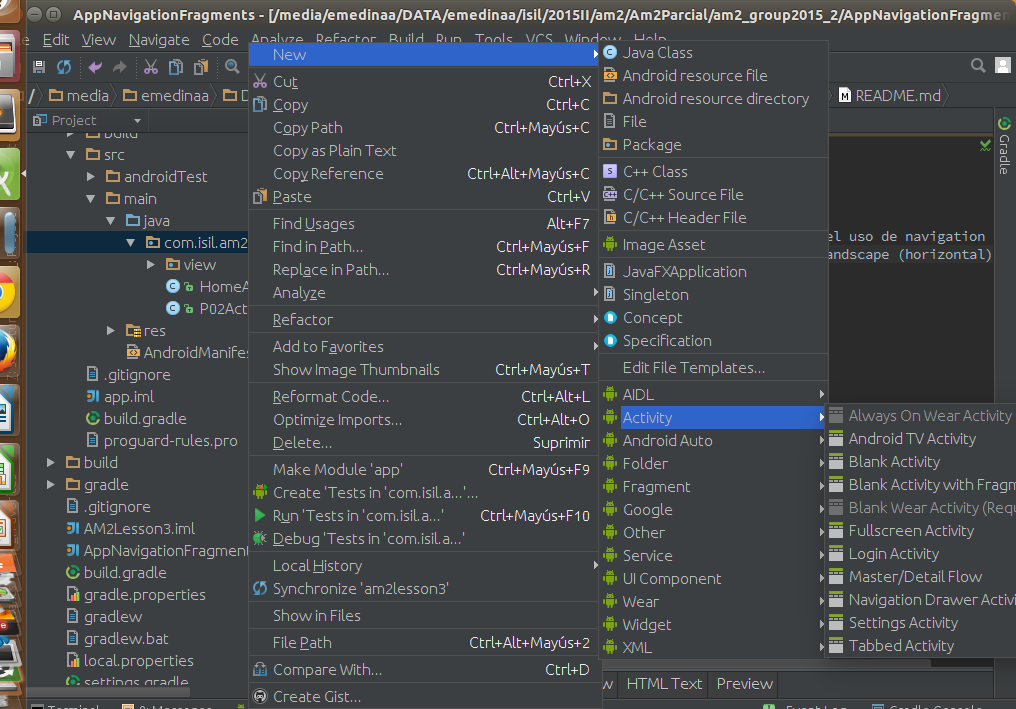 AppNavigationFragments - [/media/emedinaa/DATA/emedinaa/isil/2015II/am2/Am2Parcial/am2_group2015_2/AppNavigationFragme
Edit View Navigate Code Analyze Refactor Build Run Tools VCS Window Help
/ media emedinaa D README.md
Project
build
src
androidTest
main
java
com.isil.am2
view
HomeA
P02Act
res
AndroidManife
.gitignore
app.iml
build.gradle
proguard-rules.pro
build
gradle
.gitignore
AM2Lesson3.iml
AppNavigationFragment
build.gradle
gradle.properties
gradlew
gradlew.bat
local.properties
settings.gradle
New
Cut Ctrl+X
Copy Ctrl+C
Copy Path Ctrl+Mayús+C
Copy as Plain Text
Copy Reference Ctrl+Alt+Mayús+C
Paste Ctrl+V
Find Usages Alt+F7
Find in Path... Ctrl+Mayús+F
Replace in Path... Ctrl+Mayús+R
Analyze
Refactor
Add to Favorites
Show Image Thumbnails Ctrl+Mayús+T
Reformat Code... Ctrl+Alt+L
Optimize Imports... Ctrl+Alt+O
Delete... Suprimir
Make Module 'app' Ctrl+Mayús+F9
Create 'Tests in 'com.isil.a...'...
Run 'Tests in 'com.isil.a...' Ctrl+Mayús+F10
Debug 'Tests in 'com.isil.a...'
Local History
Synchronize 'am2lesson3'
Show in Files
File Path Ctrl+Alt+Mayús+2
Compare With... Ctrl+D
Create Gist...
Java Class
Android resource file
Android resource directory
File
Package
C++ Class
C/C++ Source File
C/C++ Header File
Image Asset
JavaFXApplication
Singleton
Concept
Specification
Edit File Templates...
AIDL
Activity
Android Auto
Folder
Fragment
Google
Other
Service
UI Component
Wear
Widget
XML
Always On Wear Activity
Android TV Activity
Blank Activity
Blank Activity with Fragm
Blank Wear Activity (Requ
Fullscreen Activity
Login Activity
Master/Detail Flow
Navigation Drawer Activi
Settings Activity
Tabbed Activity
el uso de navigation
andscape (horizontal)
Gradle
HTML Text Preview
Terminal 0: Messages Event Log Gradle Console